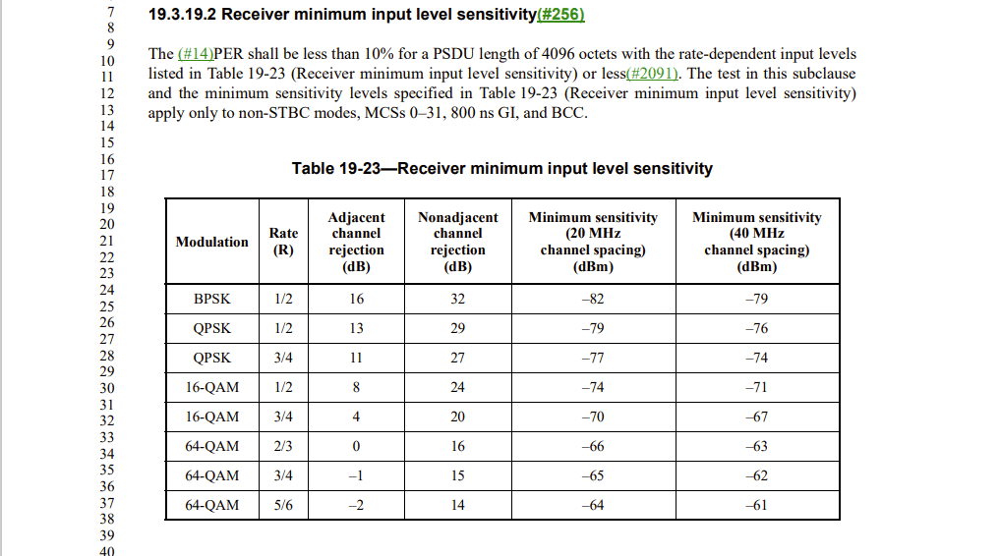 7
8
9
10
11
12
13
14
15
16
17
18
19
20
21
22
23
24
25
26
27
28
29
30
31
32
33
34
35
36
37
38
39
40
19.3.19.2 Receiver minimum input level sensitivity(#256)
The (#14)PER shall be less than 10% for a PSDU length of 4096 octets with the rate-dependent input levels
listed in Table 19-23 (Receiver minimum input level sensitivity) or less(#2091). The test in this subclause
and the minimum sensitivity levels specified in Table 19-23 (Receiver minimum input level sensitivity)
apply only to non-STBC modes, MCSs 0–31, 800 ns GI, and BCC.
Table 19-23—Receiver minimum input level sensitivity
Modulation
Rate
(R)
Adjacent
channel
rejection
(dB)
Nonadjacent
channel
rejection
(dB)
Minimum sensitivity
(20 MHz
channel spacing)
(dBm)
Minimum sensitivity
(40 MHz
channel spacing)
(dBm)
BPSK 1/2 16 32 –82 –79
QPSK 1/2 13 29 –79 –76
QPSK 3/4 11 27 –77 –74
16-QAM 1/2 8 24 –74 –71
16-QAM 3/4 4 20 –70 –67
64-QAM 2/3 0 16 –66 –63
64-QAM 3/4 –1 15 –65 –62
64-QAM 5/6 –2 14 –64 –61